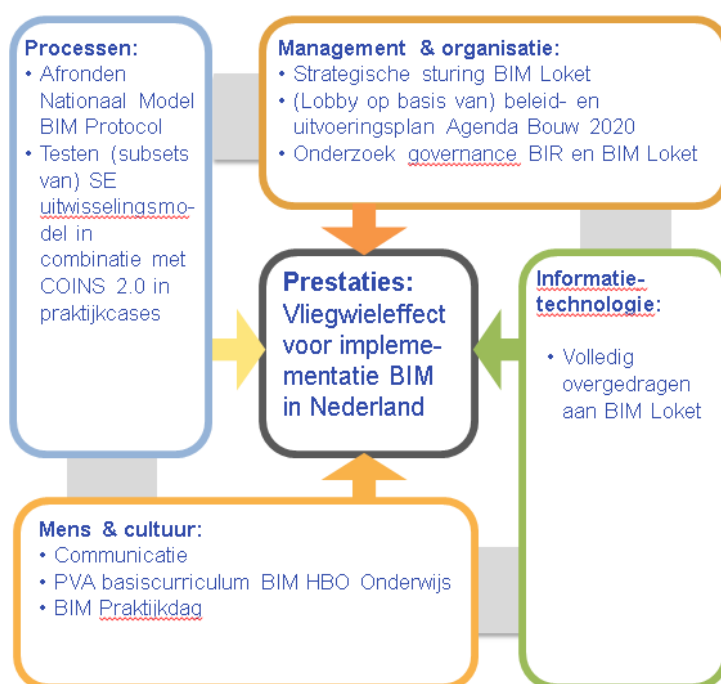 Processen:
• Afronden
Nationaal Model
BIM Protocol
• Testen (subsets
van) SE
uitwisselingsmo-
del in
combinatie met
COINS 2.0 in
praktijkcases
Management & organisatie:
• Strategische sturing BIM Loket
• (Lobby op basis van) beleid- en
uitvoeringsplan Agenda Bouw 2020
• Onderzoek governance BIR en BIM Loket
Prestaties:
Vliegwieleffect
voor impleme-
mentatie BIM
in Nederland
Informatie-
technologie:
• Volledig
overgedragen
aan BIM Loket
Mens & cultuur:
• Communicatie
• PVA basiscurriculum BIM HBO Onderwijs
• BIM Praktijkdag